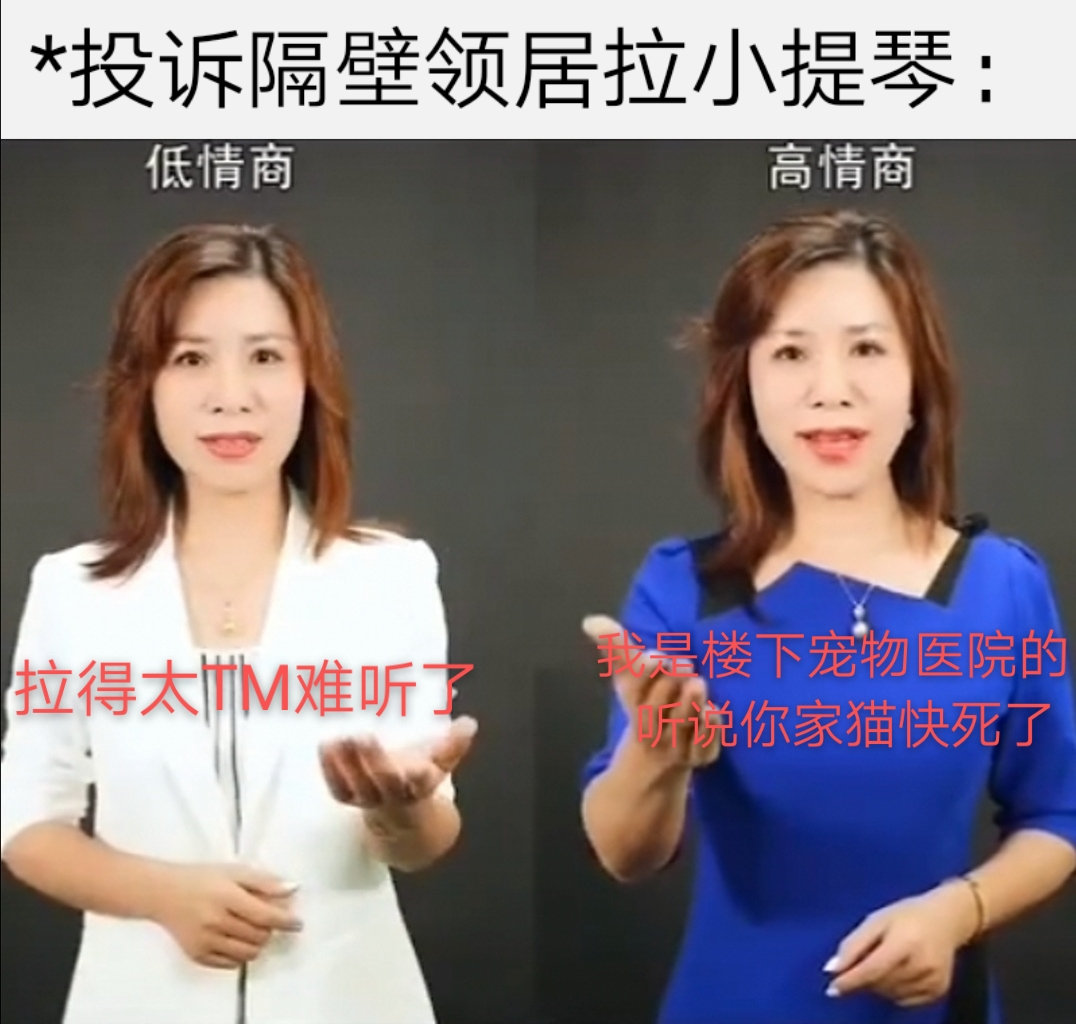 *投诉隔壁领居拉小提琴：
低情商
高情商
拉得太TM难听了
我是楼下宠物医院的
听说你家猫快死了